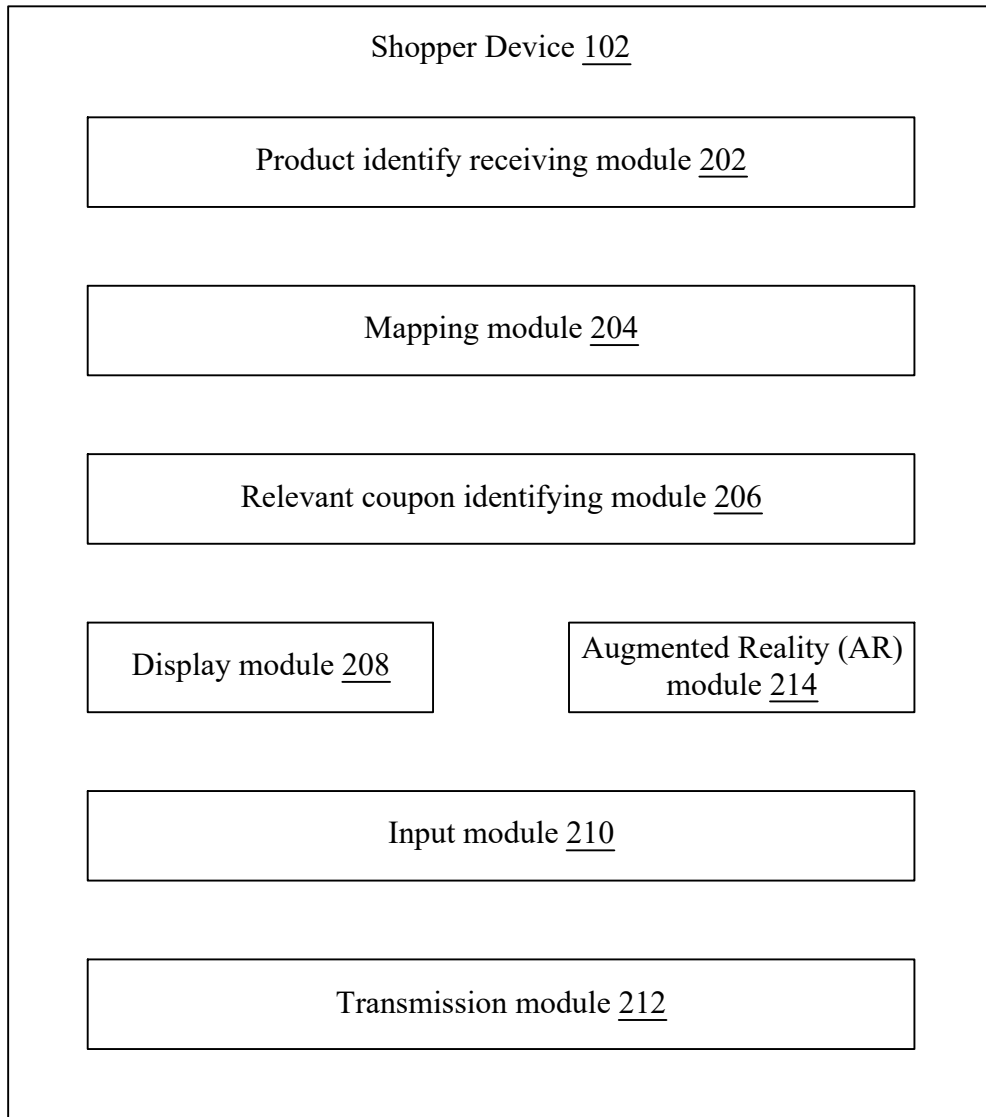 Shopper Device 102
Product identify receiving module 202
Mapping module 204
Relevant coupon identifying module 206
Display module 208
Augmented Reality (AR)
module 214
Input module 210
Transmission module 212